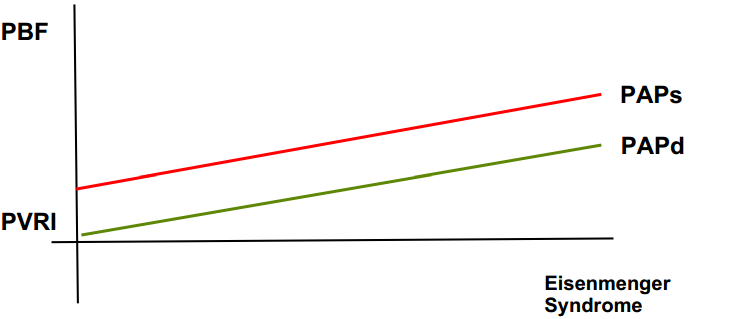 PBF
PAPs
PAPd
PVRI
Eisenmenger
Syndrome